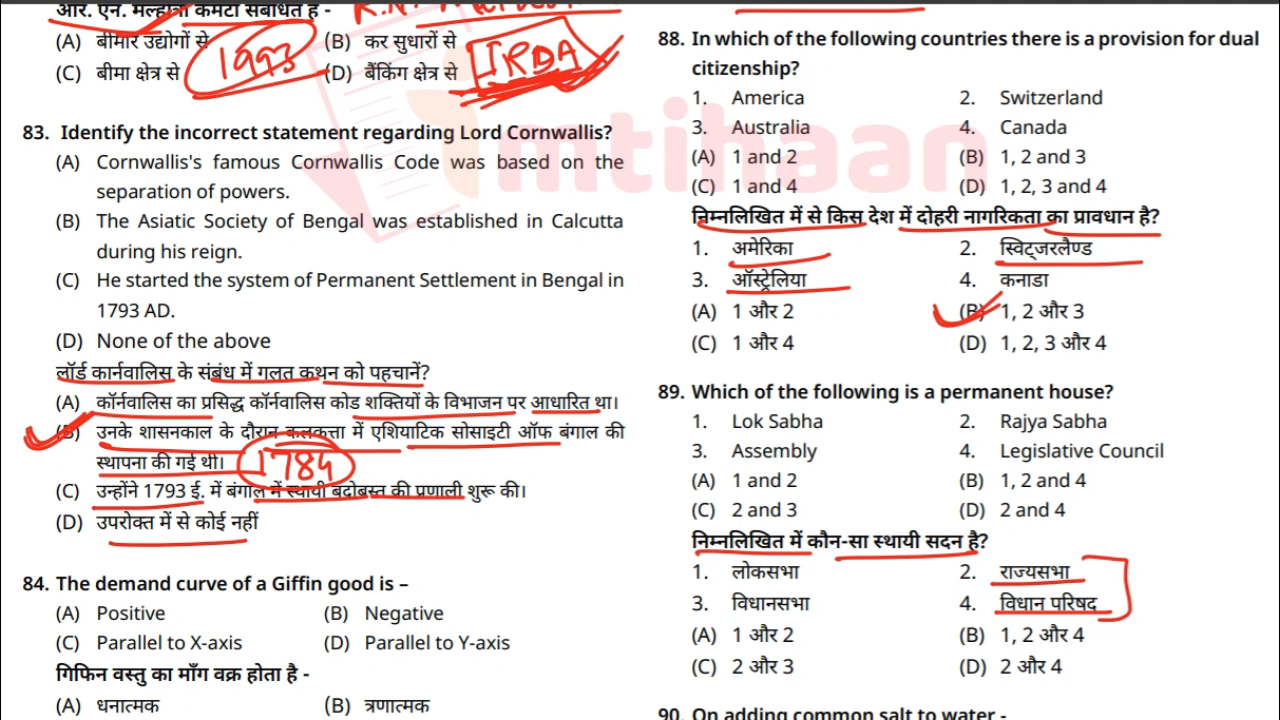 आर. एन. मल्होत्रा कमेटी संबंधित है -
(A) बीमार उद्योगों से (B) कर सुधारों से
(C) बीमा क्षेत्र से (D) बैंकिंग क्षेत्र से
1993
IRDA
83. Identify the incorrect statement regarding Lord Cornwallis?
(A) Cornwallis's famous Cornwallis Code was based on the
separation of powers.
(B) The Asiatic Society of Bengal was established in Calcutta
during his reign.
(C) He started the system of Permanent Settlement in Bengal in
1793 AD.
(D) None of the above
लॉर्ड कार्नवालिस के संबंध में गलत कथन को पहचानें?
(A) कॉर्नवालिस का प्रसिद्ध कॉर्नवालिस कोड शक्तियों के विभाजन पर आधारित था।
(B) उनके शासनकाल के दौरान कलकत्ता में एशियाटिक सोसाइटी ऑफ बंगाल की
स्थापना की गई थी। 1784
(C) उन्होंने 1793 ई. में बंगाल में स्थायी बंदोबस्त की प्रणाली शुरू की।
(D) उपरोक्त में से कोई नहीं
84. The demand curve of a Giffin good is –
(A) Positive (B) Negative
(C) Parallel to X-axis (D) Parallel to Y-axis
गिफिन वस्तु का माँग वक्र होता है -
(A) धनात्मक (B) त्रणात्मक
88. In which of the following countries there is a provision for dual
citizenship?
1. America 2. Switzerland
3. Australia 4. Canada
(A) 1 and 2 (B) 1, 2 and 3
(C) 1 and 4 (D) 1, 2, 3 and 4
निम्नलिखित में से किस देश में दोहरी नागरिकता का प्रावधान है?
1. अमेरिका 2. स्विट्जरलैण्ड
3. ऑस्ट्रेलिया 4. कनाडा
(A) 1 और 2 (B) 1, 2 और 3
(C) 1 और 4 (D) 1, 2, 3 और 4
89. Which of the following is a permanent house?
1. Lok Sabha 2. Rajya Sabha
3. Assembly 4. Legislative Council
(A) 1 and 2 (B) 1, 2 and 4
(C) 2 and 3 (D) 2 and 4
निम्नलिखित में कौन-सा स्थायी सदन है?
1. लोकसभा 2. राज्यसभा
3. विधानसभा 4. विधान परिषद
(A) 1 और 2 (B) 1, 2 और 4
(C) 2 और 3 (D) 2 और 4
90. On adding common salt to water -
imtihaan